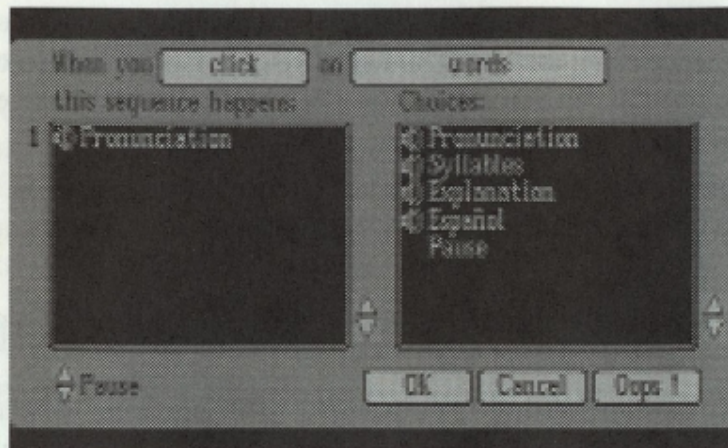 When you click on words
this sequence happens:
1 Pronunciation
Choices:
Pronunciation
Syllables
Explanation
Español
Pause
Pause
OK Cancel Oops !